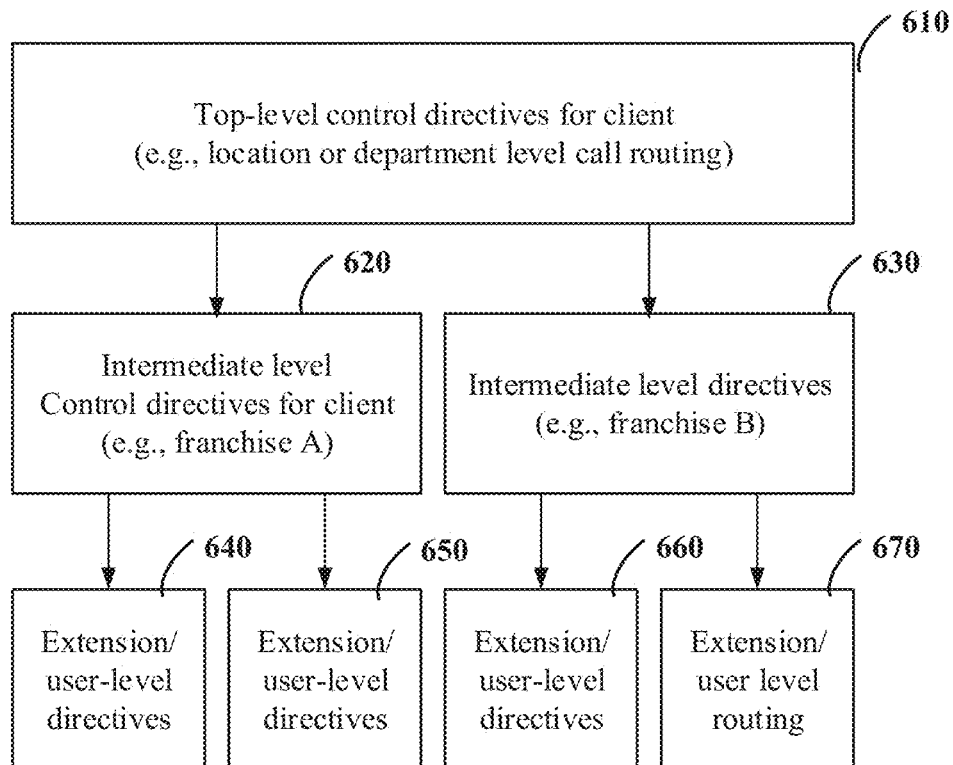 610
Top-level control directives for client
(e.g., location or department level call routing)
620
630
Intermediate level
Control directives for client
(e.g., franchise A)
Intermediate level directives
(e.g., franchise B)
640
650
660
670
Extension/
user-level
directives
Extension/
user-level
directives
Extension/
user-level
directives
Extension/
user level
routing